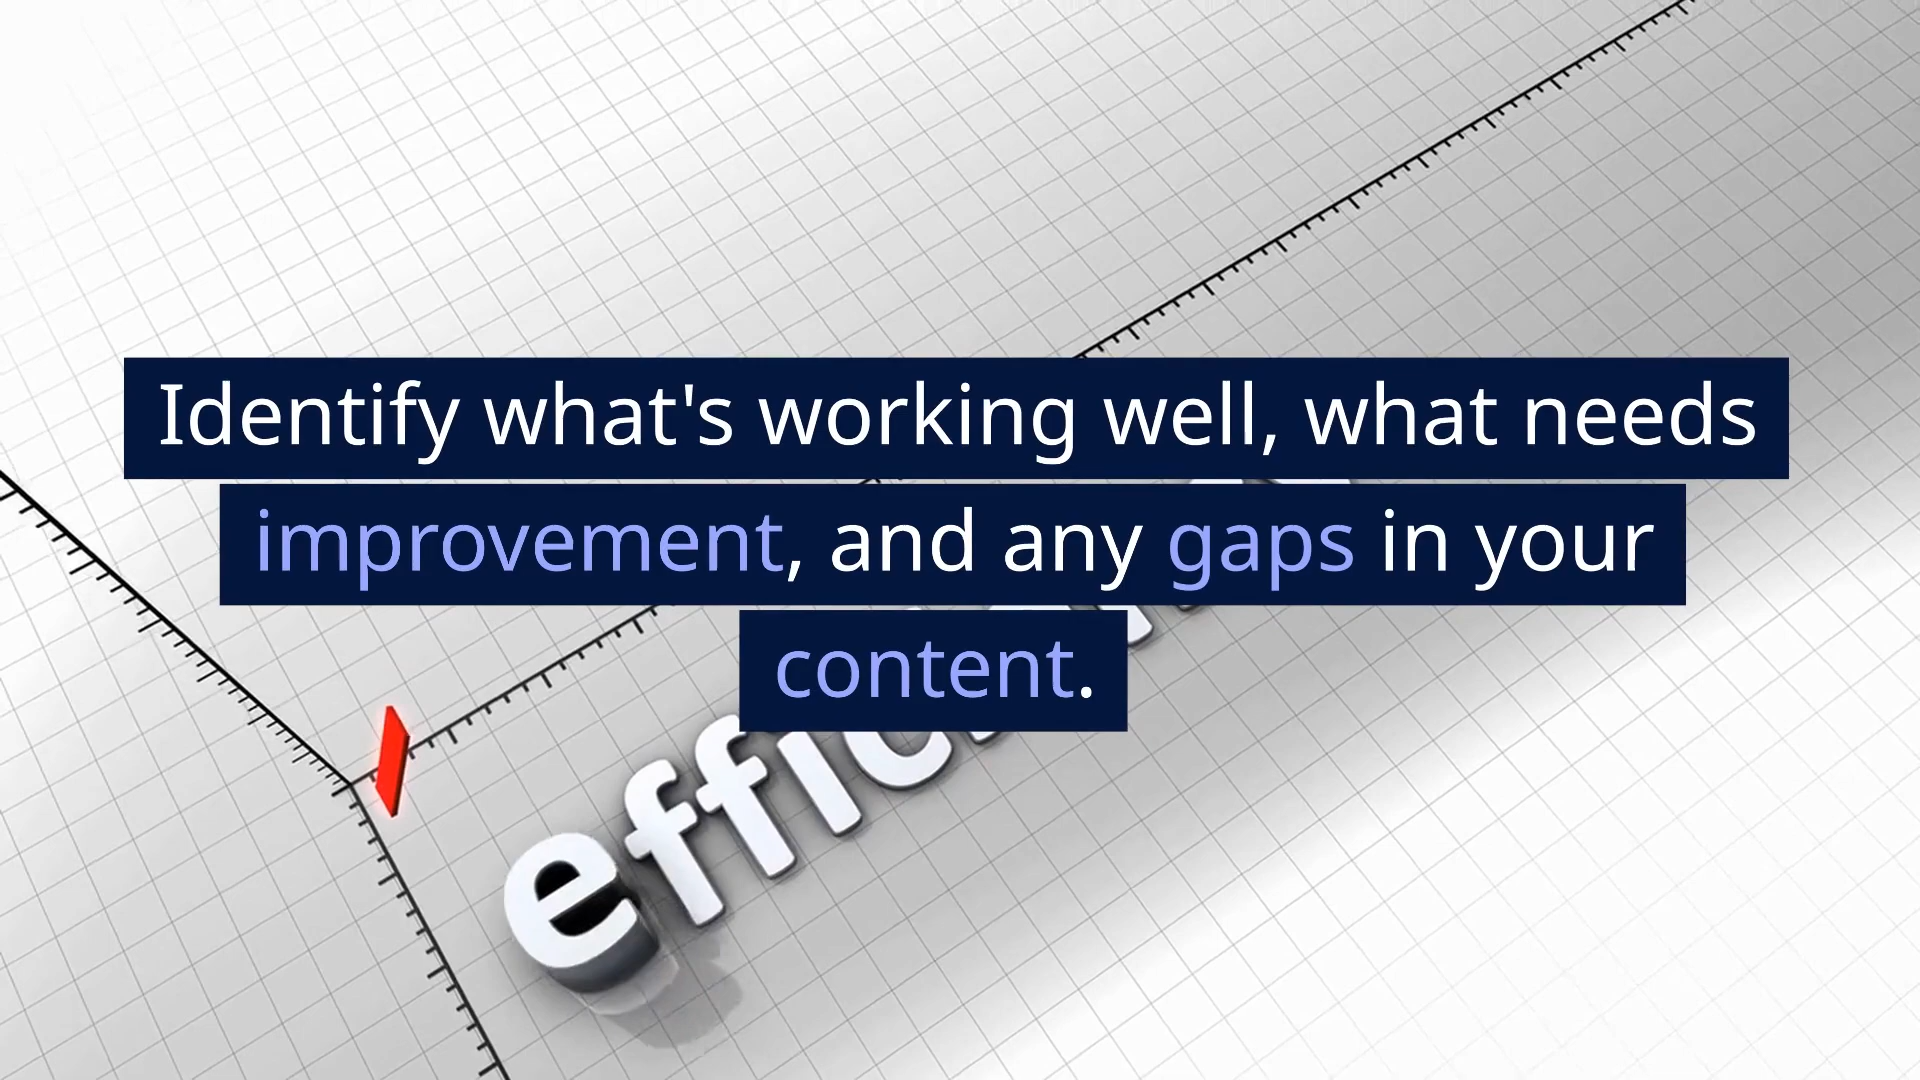 Identify what's working well, what needs
improvement, and any gaps in your
content.